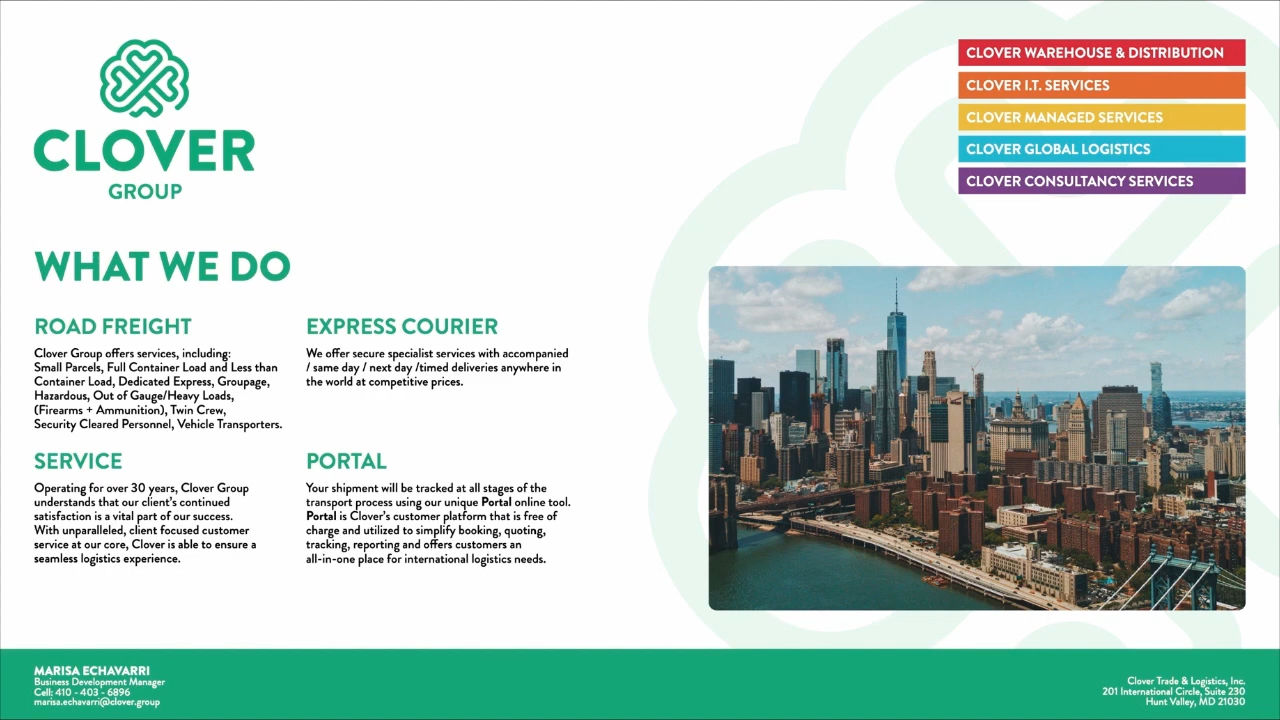 CLOVER
GROUP
CLOVER WAREHOUSE & DISTRIBUTION
CLOVER I.T. SERVICES
CLOVER MANAGED SERVICES
CLOVER GLOBAL LOGISTICS
CLOVER CONSULTANCY SERVICES
WHAT WE DO
ROAD FREIGHT
Clover Group offers services, including:
Small Parcels, Full Container Load and Less than
Container Load, Dedicated Express, Groupage,
Hazardous, Out of Gauge/Heavy Loads,
(Firearms + Ammunition), Twin Crew,
Security Cleared Personnel, Vehicle Transporters.
EXPRESS COURIER
We offer secure specialist services with accompanied
/ same day / next day /timed deliveries anywhere in
the world at competitive prices.
SERVICE
Operating for over 30 years, Clover Group
understands that our client's continued
satisfaction is a vital part of our success.
With unparalleled, client focused customer
service at our core, Clover is able to ensure a
seamless logistics experience.
PORTAL
Your shipment will be tracked at all stages of the
transport process using our unique Portal online tool.
Portal is Clover's customer platform that is free of
charge and utilized to simplify booking, quoting,
tracking, reporting and offers customers an
all-in-one place for international logistics needs.
MARISA ECHAVARRI
Business Development Manager
Cell: 410 - 403 - 6896
marisa.echavarri@clover.group
Clover Trade & Logistics, Inc.
201 International Circle, Suite 230
Hunt Valley, MD 21030